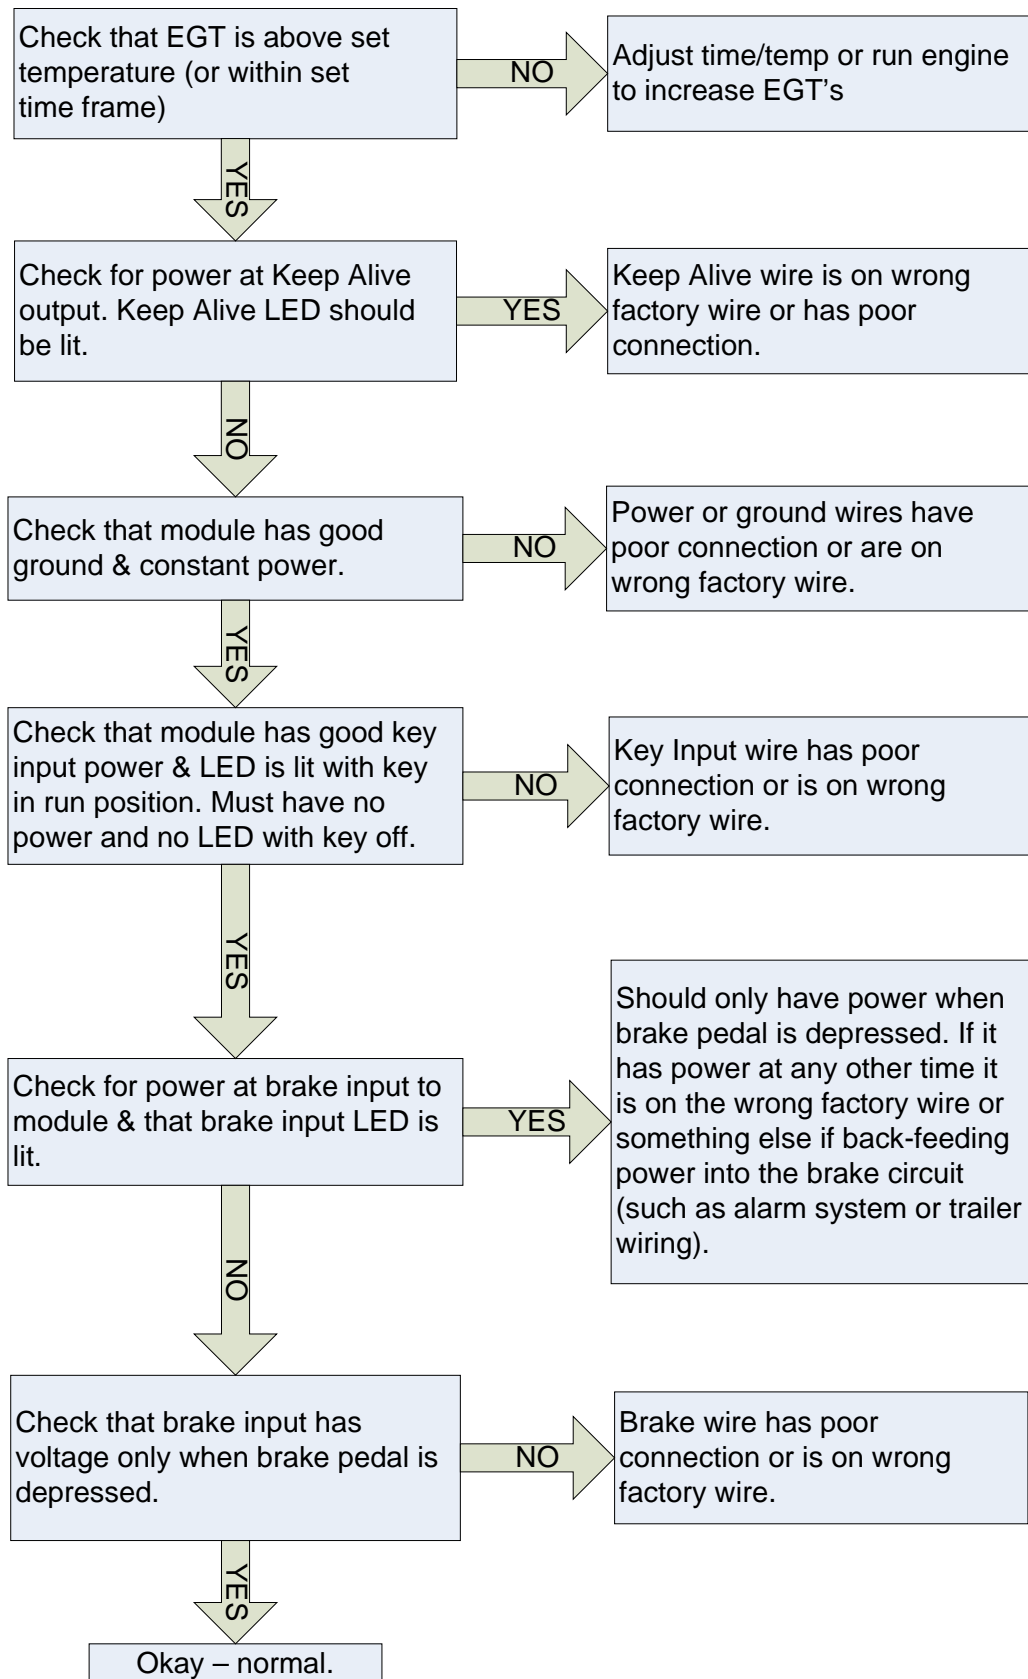 Check that EGT is above set
temperature (or within set
time frame)
NO
Adjust time/temp or run engine
to increase EGT’s
YES
Check for power at Keep Alive
output. Keep Alive LED should
be lit.
YES
Keep Alive wire is on wrong
factory wire or has poor
connection.
NO
Check that module has good
ground & constant power.
NO
Power or ground wires have
poor connection or are on
wrong factory wire.
YES
Check that module has good key
input power & LED is lit with key
in run position. Must have no
power and no LED with key off.
NO
Key Input wire has poor
connection or is on wrong
factory wire.
YES
Check for power at brake input to
module & that brake input LED is
lit.
YES
Should only have power when
brake pedal is depressed. If it
has power at any other time it
is on the wrong factory wire or
something else if back-feeding
power into the brake circuit
(such as alarm system or trailer
wiring).
NO
Check that brake input has
voltage only when brake pedal is
depressed.
NO
Brake wire has poor
connection or is on wrong
factory wire.
YES
Okay – normal.